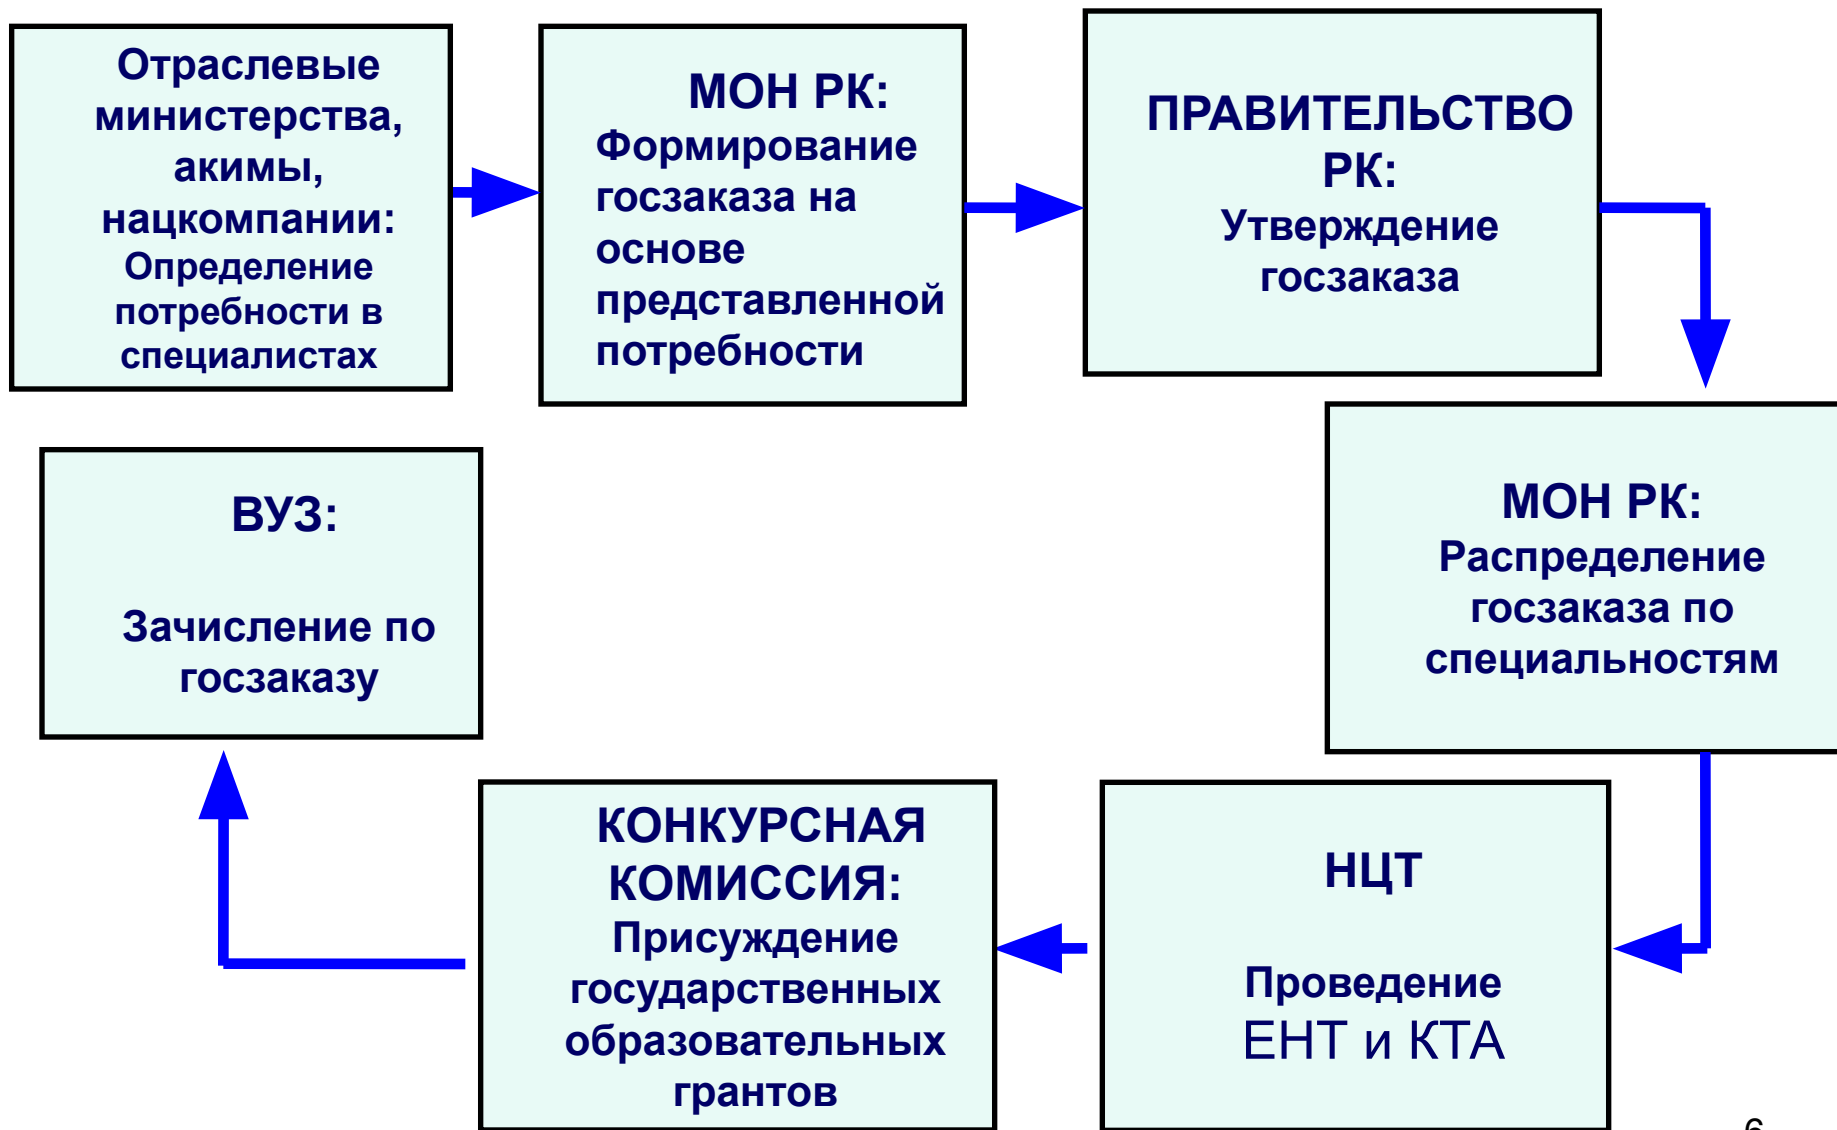 Отраслевые
министерства,
акимы,
нацкомпании:
Определение
потребности в
специалистах
МОН РК:
Формирование
госзаказа на
основе
представленной
потребности
ПРАВИТЕЛЬСТВО
РК:
Утверждение
госзаказа
МОН РК:
Распределение
госзаказа по
специальностям
НЦТ
Проведение
ЕНТ и КТА
КОНКУРСНАЯ
КОМИССИЯ:
Присуждение
государственных
образовательных
грантов
ВУЗ:
Зачисление по
госзаказу
6